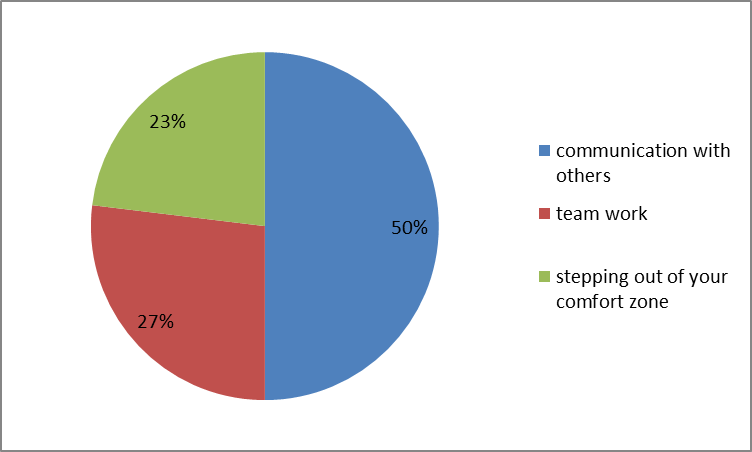 23%
50%
27%
communication with
others
team work
stepping out of your
comfort zone